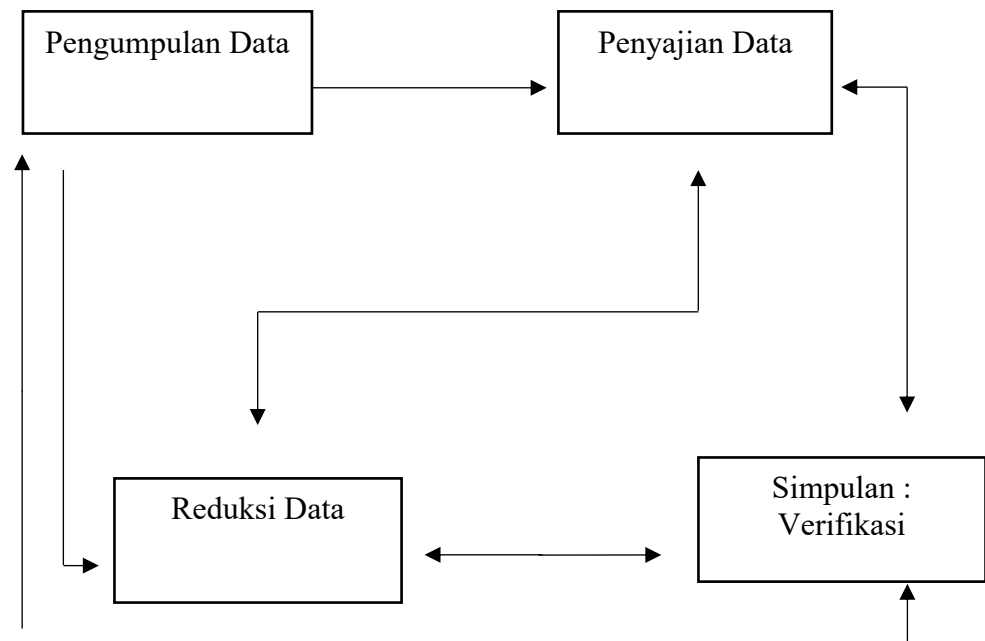 Pengumpulan Data
Penyajian Data
Reduksi Data
Simpulan :
Verifikasi